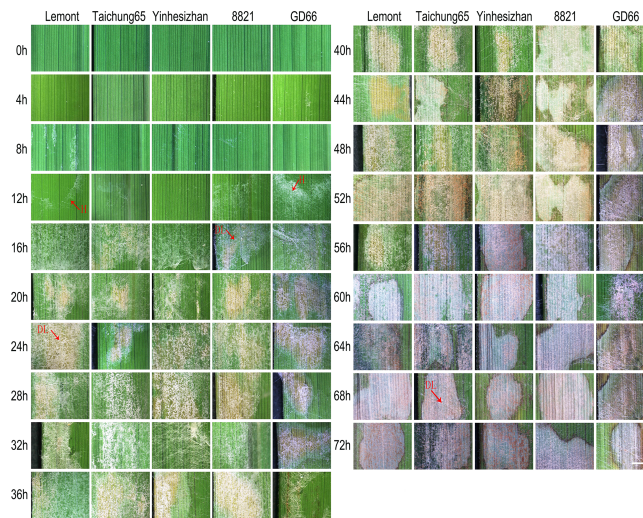 Lemont Taichung65 Yinhesizhan 8821 GD66
0h
4h
8h
12h
16h
20h
24h
DL
28h
32h
36h
Lemont Taichung65 Yinhesizhan 8821 GD66
40h
44h
48h
52h
56h
60h
64h
68h
DL
72h